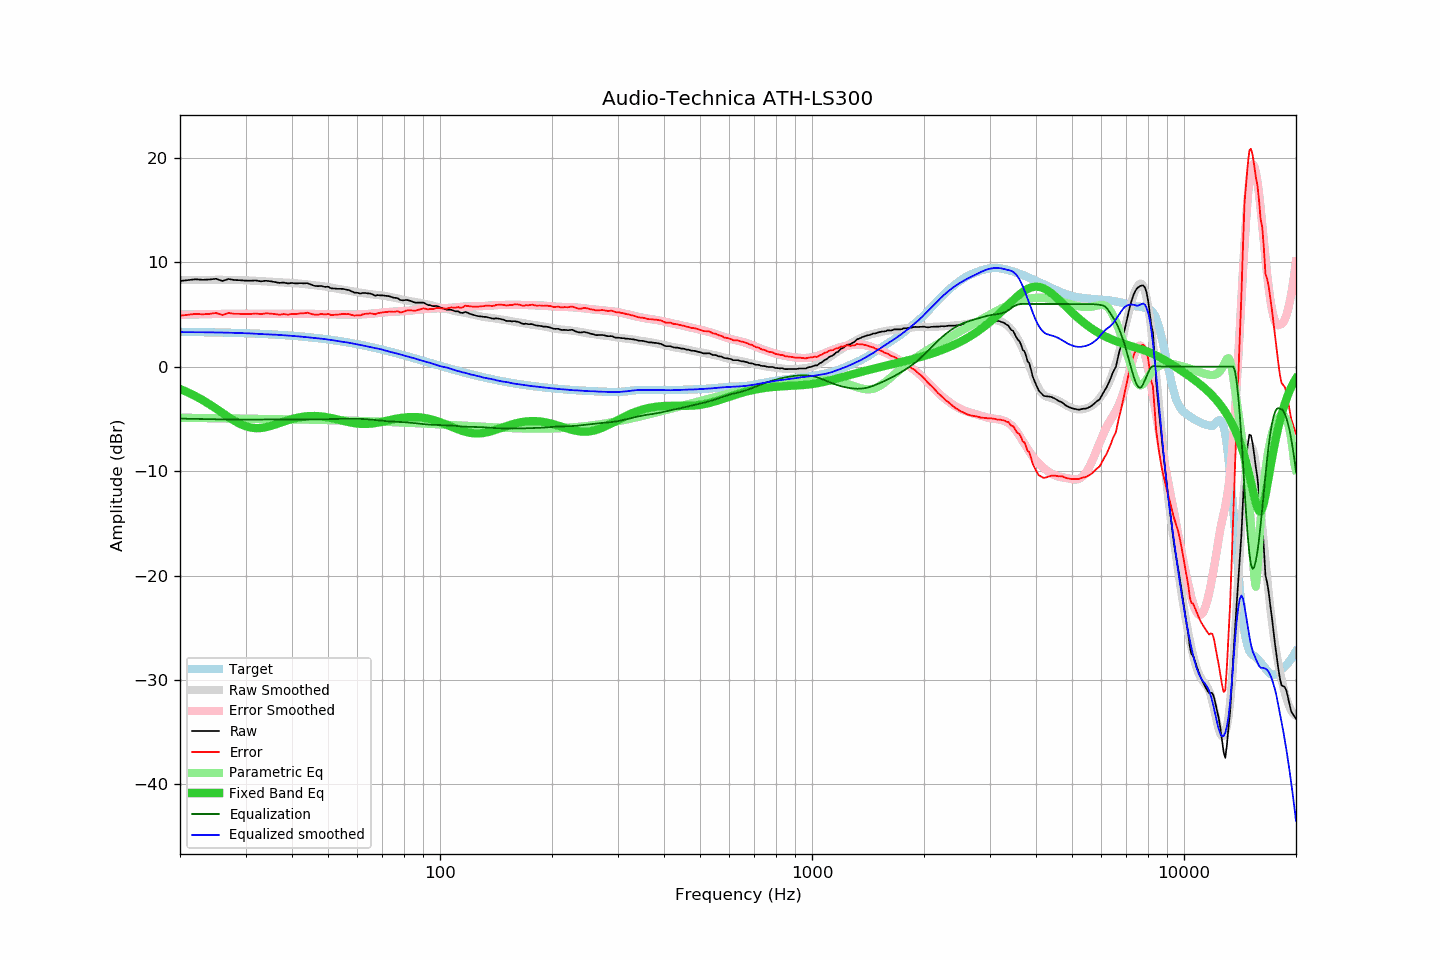 Audio-Technica ATH-LS300
20
10
0
−10
−20
−30
−40
Amplitude (dBr)
Target
Raw Smoothed
Error Smoothed
Raw
Error
Parametric Eq
Fixed Band Eq
Equalization
Equalized smoothed
100
1000
10000
Frequency (Hz)